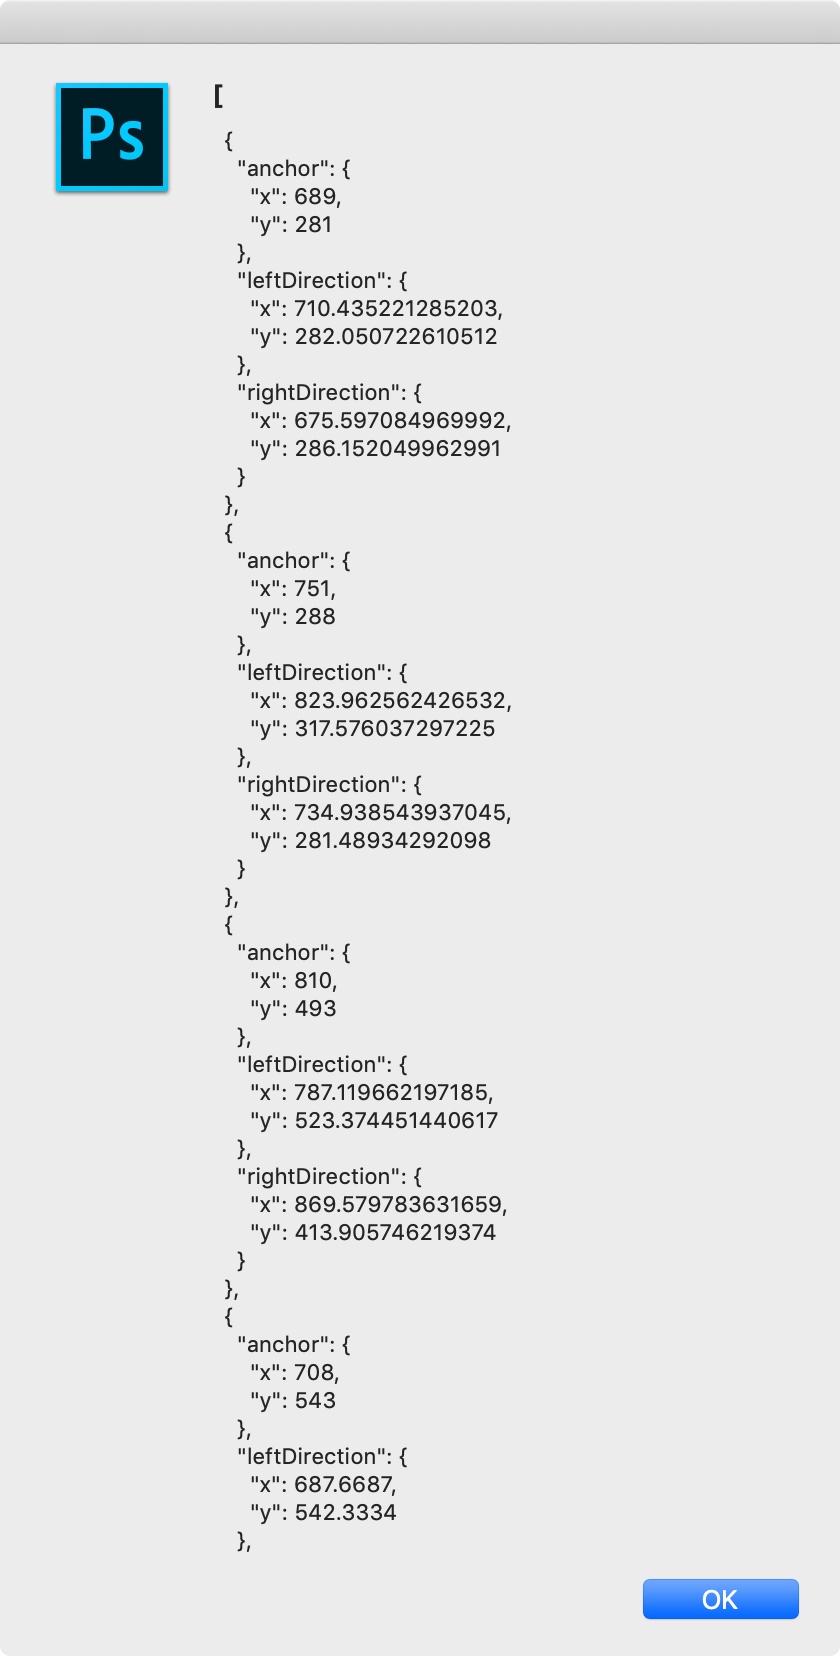 Ps
[
{
"anchor": {
"x": 689,
"y": 281
},
"leftDirection": {
"x": 710.435221285203,
"y": 282.050722610512
},
"rightDirection": {
"x": 675.597084969992,
"y": 286.152049962991
}
},
{
"anchor": {
"x": 751,
"y": 288
},
"leftDirection": {
"x": 823.962562426532,
"y": 317.576037297225
},
"rightDirection": {
"x": 734.938543937045,
"y": 281.48934292098
}
},
{
"anchor": {
"x": 810,
"y": 493
},
"leftDirection": {
"x": 787.119662197185,
"y": 523.374451440617
},
"rightDirection": {
"x": 869.579783631659,
"y": 413.905746219374
}
},
{
"anchor": {
"x": 708,
"y": 543
},
"leftDirection": {
"x": 687.6687,
"y": 542.3334
},
OK